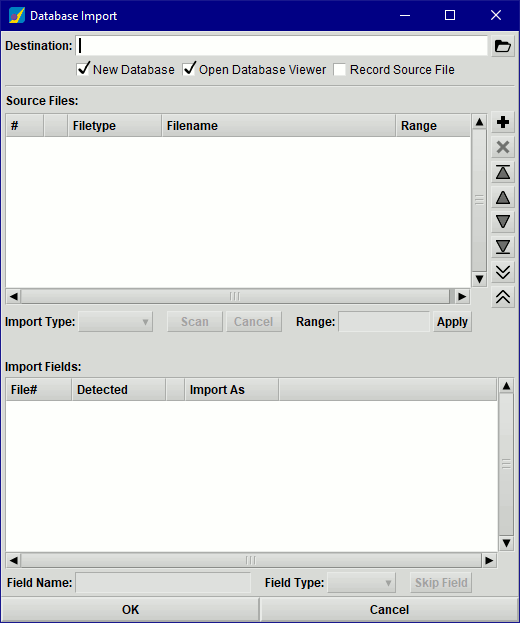 Database Import
Destination:
New Database Open Database Viewer Record Source File
Source Files:
# Filetype Filename Range
Import Type: Scan Cancel Range: Apply
Import Fields:
File# Detected Import As
Field Name: Field Type: Skip Field
OK Cancel